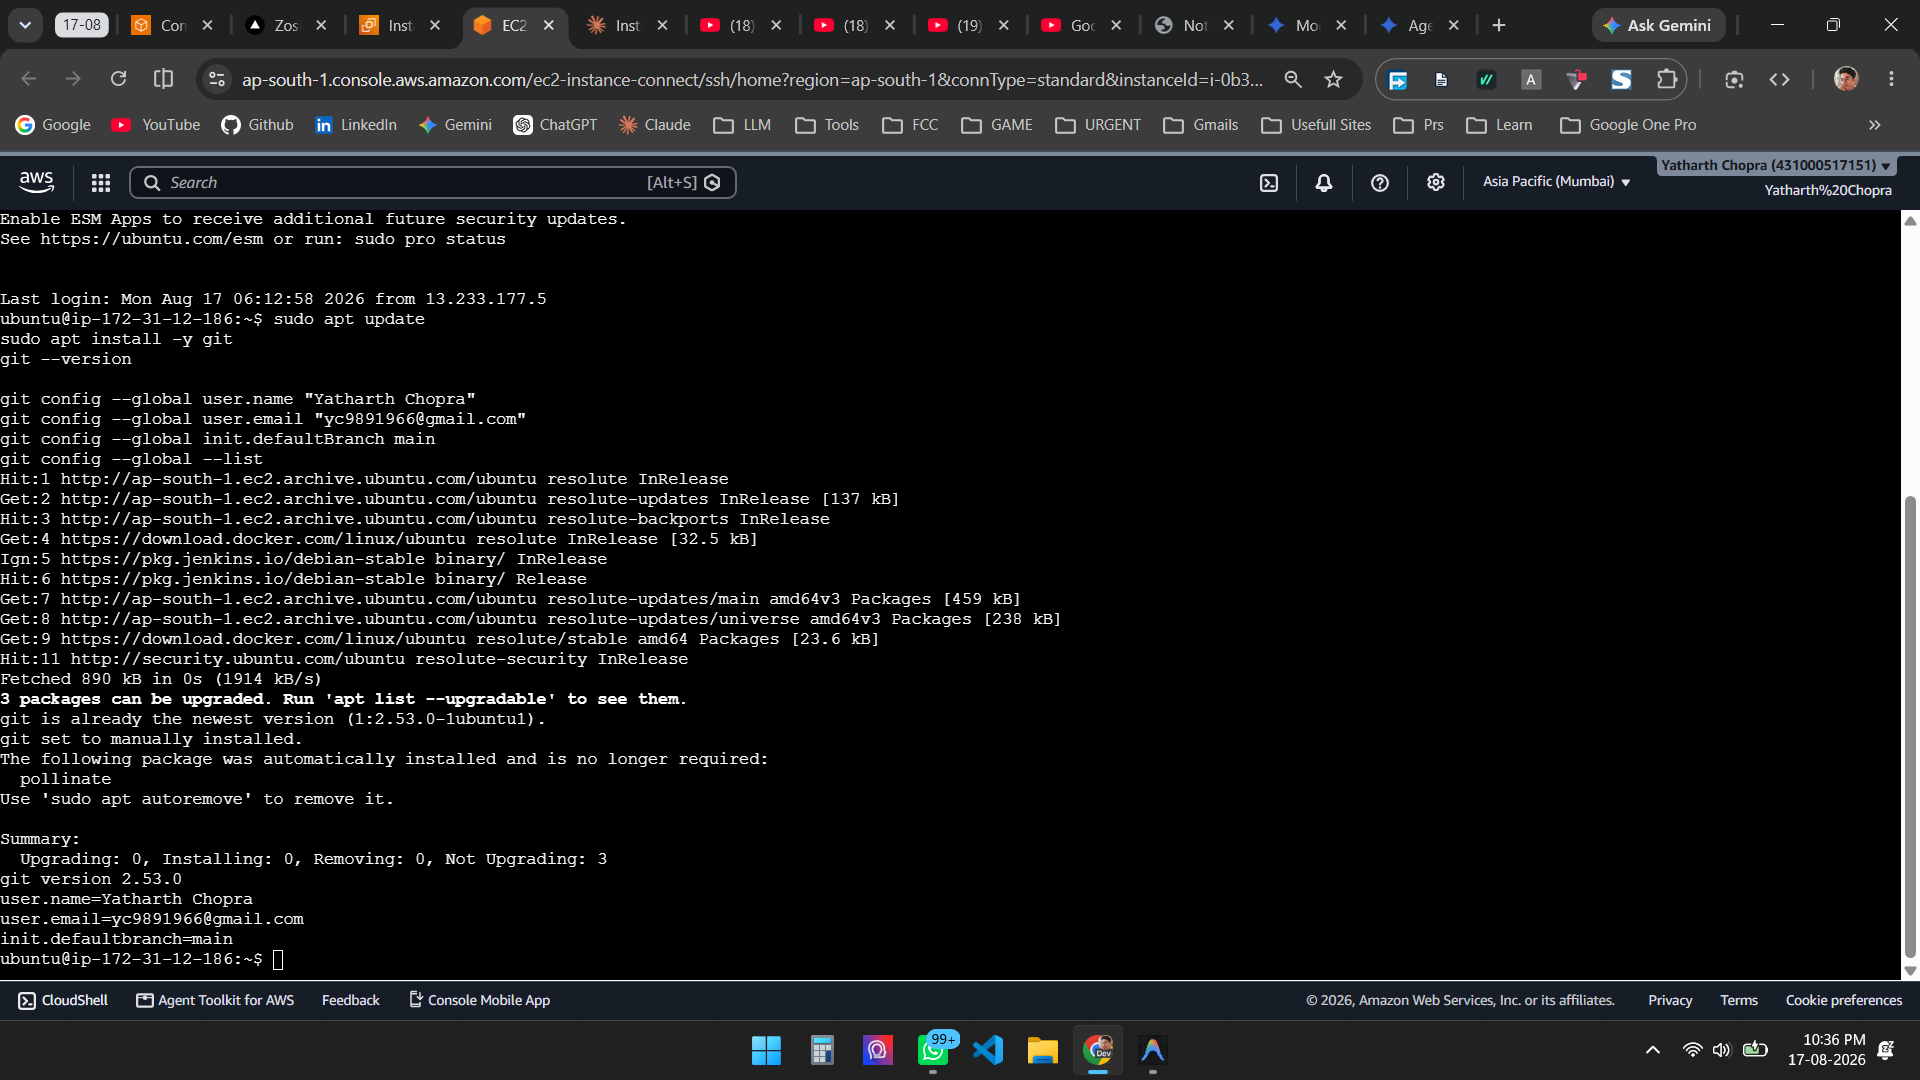 17-08
Con
Zosi
Inst
EC2
Inst
(18)
(18)
(19)
Goo
Not
Mo
Age
Ask Gemini
ap-south-1.console.aws.amazon.com/ec2-instance-connect/ssh/home?region=ap-south-1&connType=standard&instanceId=i-0b3...
Google
YouTube
Github
LinkedIn
Gemini
ChatGPT
Claude
LLM
Tools
FCC
GAME
URGENT
Gmails
Usefull Sites
Prs
Learn
Google One Pro
aws
Search
[Alt+S]
Asia Pacific (Mumbai)
Yatharth Chopra (431000517151)
Yatharth%20Chopra
Enable ESM Apps to receive additional future security updates.
See https://ubuntu.com/esm or run: sudo pro status
Last login: Mon Aug 17 06:12:58 2026 from 13.233.177.5
ubuntu@ip-172-31-12-186:~$ sudo apt update
sudo apt install -y git
git --version
git config --global user.name "Yatharth Chopra"
git config --global user.email "yc9891966@gmail.com"
git config --global init.defaultBranch main
git config --global --list
Hit:1 http://ap-south-1.ec2.archive.ubuntu.com/ubuntu resolute InRelease
Get:2 http://ap-south-1.ec2.archive.ubuntu.com/ubuntu resolute-updates InRelease [137 kB]
Hit:3 http://ap-south-1.ec2.archive.ubuntu.com/ubuntu resolute-backports InRelease
Get:4 https://download.docker.com/linux/ubuntu resolute InRelease [32.5 kB]
Ign:5 https://pkg.jenkins.io/debian-stable binary/ InRelease
Hit:6 https://pkg.jenkins.io/debian-stable binary/ Release
Get:7 http://ap-south-1.ec2.archive.ubuntu.com/ubuntu resolute-updates/main amd64v3 Packages [459 kB]
Get:8 http://ap-south-1.ec2.archive.ubuntu.com/ubuntu resolute-updates/universe amd64v3 Packages [238 kB]
Get:9 https://download.docker.com/linux/ubuntu resolute/stable amd64 Packages [23.6 kB]
Hit:11 http://security.ubuntu.com/ubuntu resolute-security InRelease
Fetched 890 kB in 0s (1914 kB/s)
3 packages can be upgraded. Run 'apt list --upgradable' to see them.
git is already the newest version (1:2.53.0-1ubuntu1).
git set to manually installed.
The following package was automatically installed and is no longer required:
pollinate
Use 'sudo apt autoremove' to remove it.
Summary:
Upgrading: 0, Installing: 0, Removing: 0, Not Upgrading: 3
git version 2.53.0
user.name=Yatharth Chopra
user.email=yc9891966@gmail.com
init.defaultbranch=main
ubuntu@ip-172-31-12-186:~$
CloudShell
Agent Toolkit for AWS
Feedback
Console Mobile App
© 2026, Amazon Web Services, Inc. or its affiliates.
Privacy
Terms
Cookie preferences
99+
Dev
10:36 PM
17-08-2026